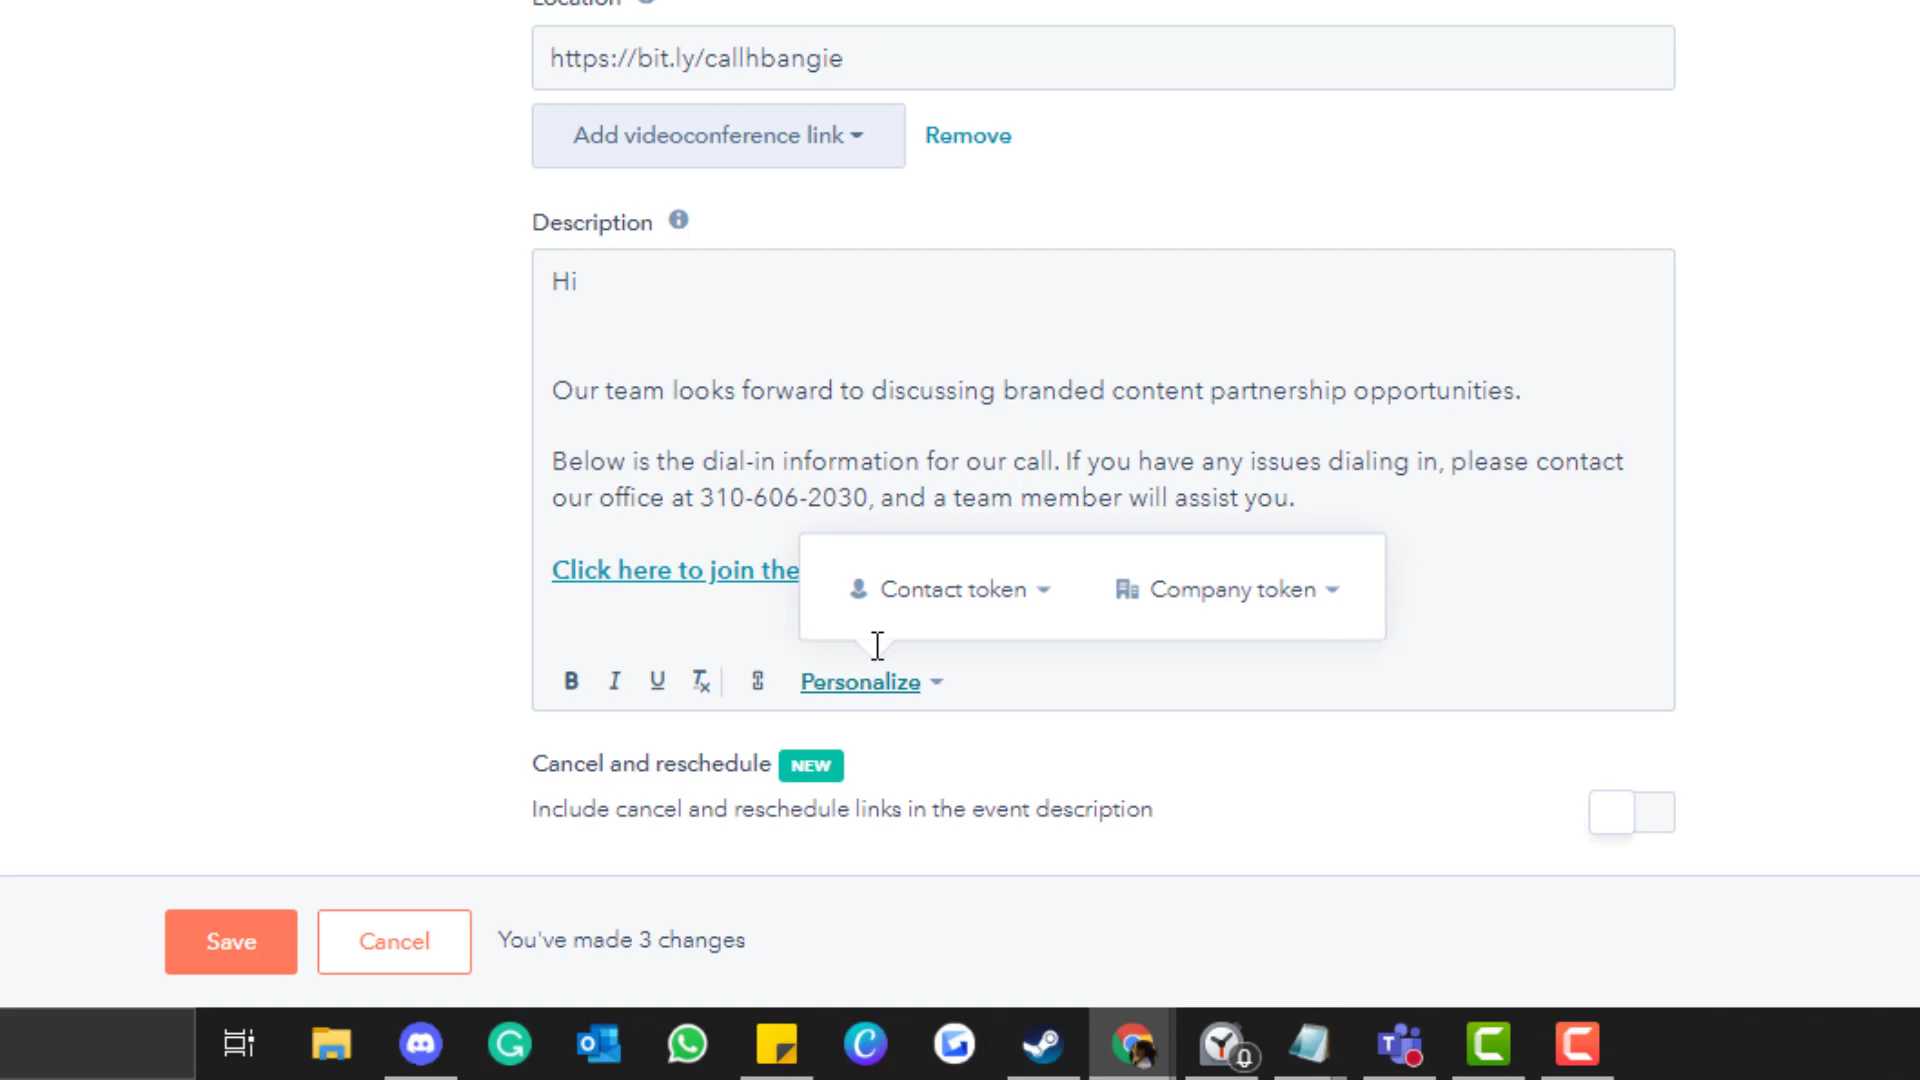 Location
https://bit.ly/callhbangie
Add videoconference link
Remove
Description
Hi
Our team looks forward to discussing branded content partnership opportunities.
Below is the dial-in information for our call. If you have any issues dialing in, please contact
our office at 310-606-2030, and a team member will assist you.
Click here to join the
Contact token
Company token
B I U Tx
Personalize
Cancel and reschedule NEW
Include cancel and reschedule links in the event description
Save
Cancel
You've made 3 changes